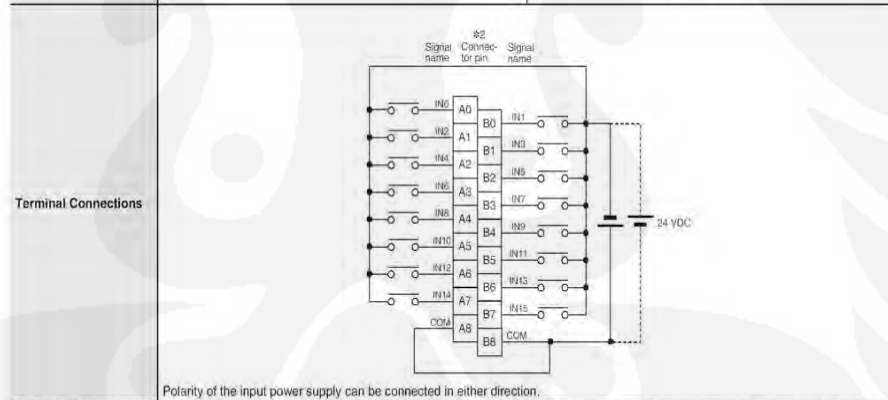 ※2
Signal Connec- Signal
name tor pin name
IN0 A0
B0 IN1
IN2 A1
B1 IN3
IN4 A2
B2 IN5
IN6 A3
B3 IN7
IN8 A4
B4 IN9
IN10 A5
B5 IN11
IN12 A6
B6 IN13
IN14 A7
B7 IN15
COM A8
B8 COM
Terminal Connections
24 VDC
Polarity of the input power supply can be connected in either direction.